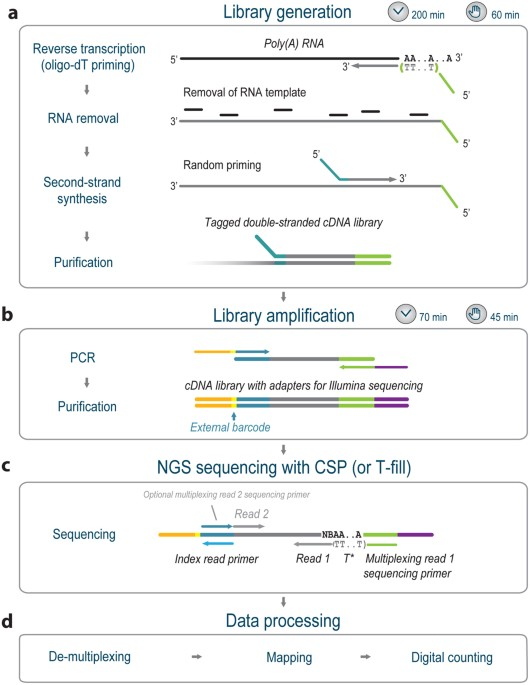 a Library generation 200 min 60 min
Reverse transcription
(oligo-dT priming)
Poly(A) RNA
5' AA..A..A 3'
3' (TT..T)
5'
Removal of RNA template
RNA removal
3' 5'
Random priming
5'
3'
Second-strand
synthesis
3' 5'
Tagged double-stranded cDNA library
Purification
b Library amplification 70 min 45 min
PCR
cDNA library with adapters for Illumina sequencing
Purification
External barcode
c NGS sequencing with CSP (or T-fill)
Optional multiplexing read 2 sequencing primer
Read 2
Sequencing
NBAA..A
(TT..T)
Index read primer Read 1 T* Multiplexing read 1
sequencing primer
d Data processing
De-multiplexing Mapping Digital counting